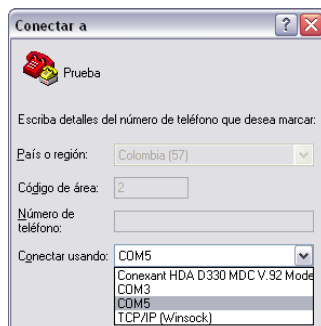 Conectar a
Prueba
Escriba detalles del número de teléfono que desea marcar:
País o región: Colombia (57)
Código de área: 2
Número de
teléfono:
Conectar usando: COM5
Conexant HDA D330 MDC V.92 Mode
COM3
COM5
TCP/IP (Winsock)